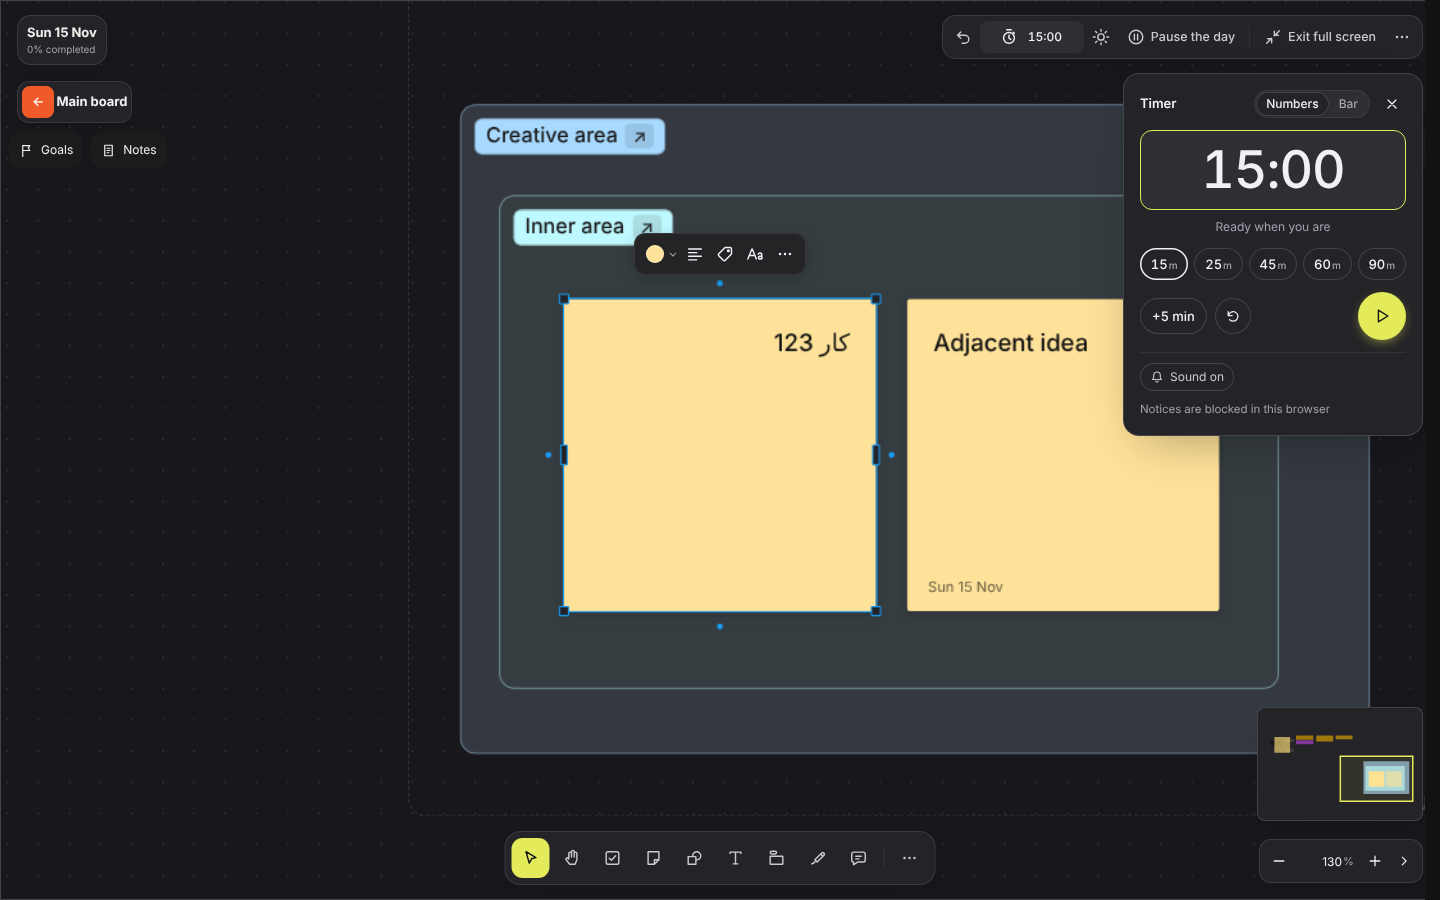 Sun 15 Nov
0% completed
Main board
Goals
Notes
15:00
Pause the day
Exit full screen
Creative area
Inner area
Aa
کار 123
Adjacent idea
Sun 15 Nov
Timer
Numbers
Bar
15:00
Ready when you are
15m
25m
45m
60m
90m
+5 min
Sound on
Notices are blocked in this browser
130%